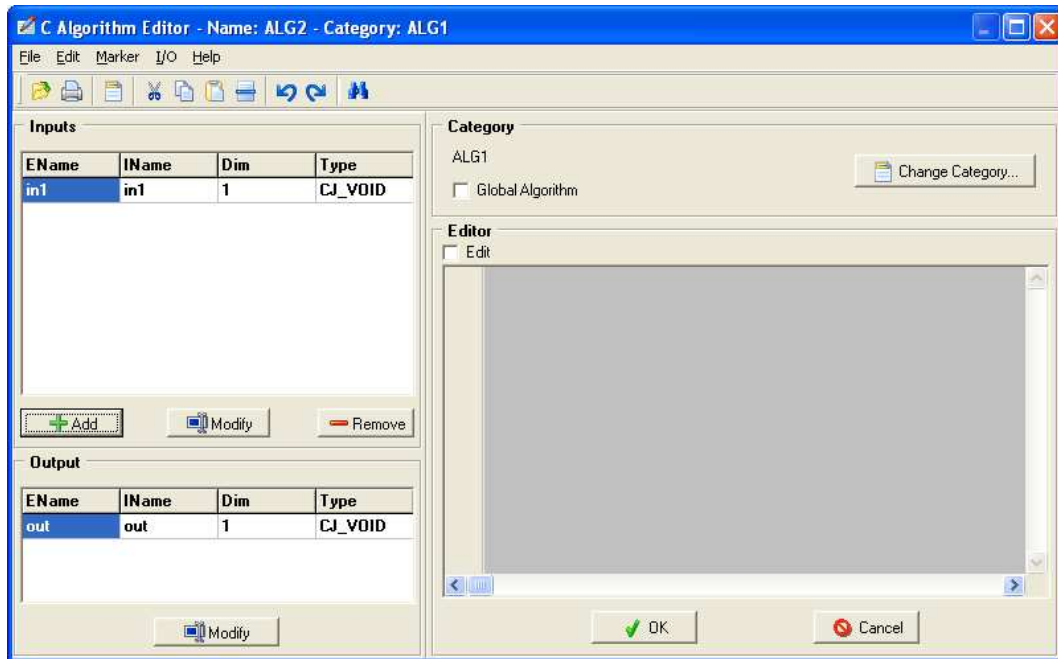 C Algorithm Editor - Name: ALG2 - Category: ALG1
File Edit Marker I/O Help
Inputs
EName IName Dim Type
in1 in1 1 CJ_VOID
Add Modify Remove
Output
EName IName Dim Type
out out 1 CJ_VOID
Modify
Category
ALG1
Change Category...
Global Algorithm
Editor
Edit
OK Cancel